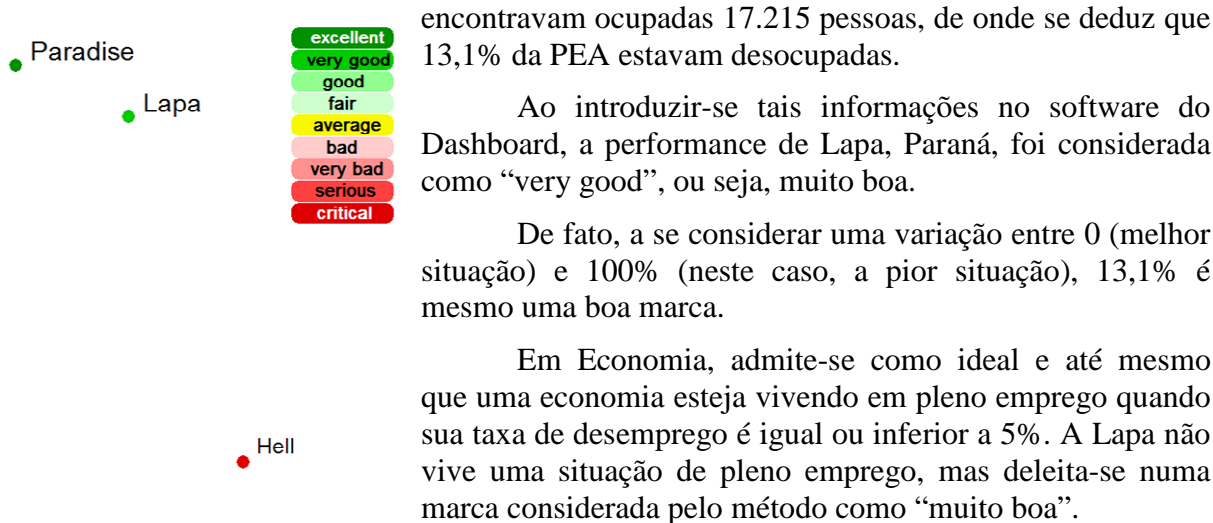 Paradise
Lapa
excellent
very good
good
fair
average
bad
very bad
serious
critical
Hell
encontravam ocupadas 17.215 pessoas, de onde se deduz que
13,1% da PEA estavam desocupadas.
Ao introduzir-se tais informações no software do
Dashboard, a performance de Lapa, Paraná, foi considerada
como “very good”, ou seja, muito boa.
De fato, a se considerar uma variação entre 0 (melhor
situação) e 100% (neste caso, a pior situação), 13,1% é
mesmo uma boa marca.
Em Economia, admite-se como ideal e até mesmo
que uma economia esteja vivendo em pleno emprego quando
sua taxa de desemprego é igual ou inferior a 5%. A Lapa não
vive uma situação de pleno emprego, mas deleita-se numa
marca considerada pelo método como “muito boa”.